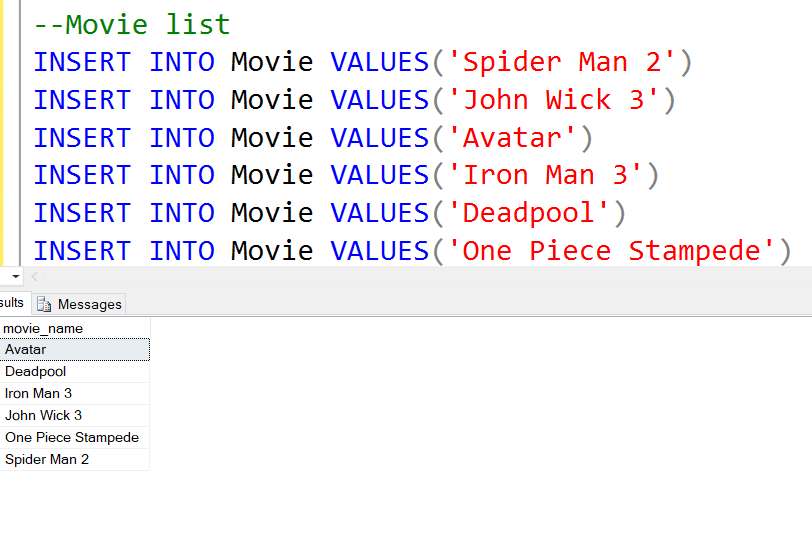 --Movie list
INSERT INTO Movie VALUES('Spider Man 2')
INSERT INTO Movie VALUES('John Wick 3')
INSERT INTO Movie VALUES('Avatar')
INSERT INTO Movie VALUES('Iron Man 3')
INSERT INTO Movie VALUES('Deadpool')
INSERT INTO Movie VALUES('One Piece Stampede')
sults Messages
movie_name
Avatar
Deadpool
Iron Man 3
John Wick 3
One Piece Stampede
Spider Man 2